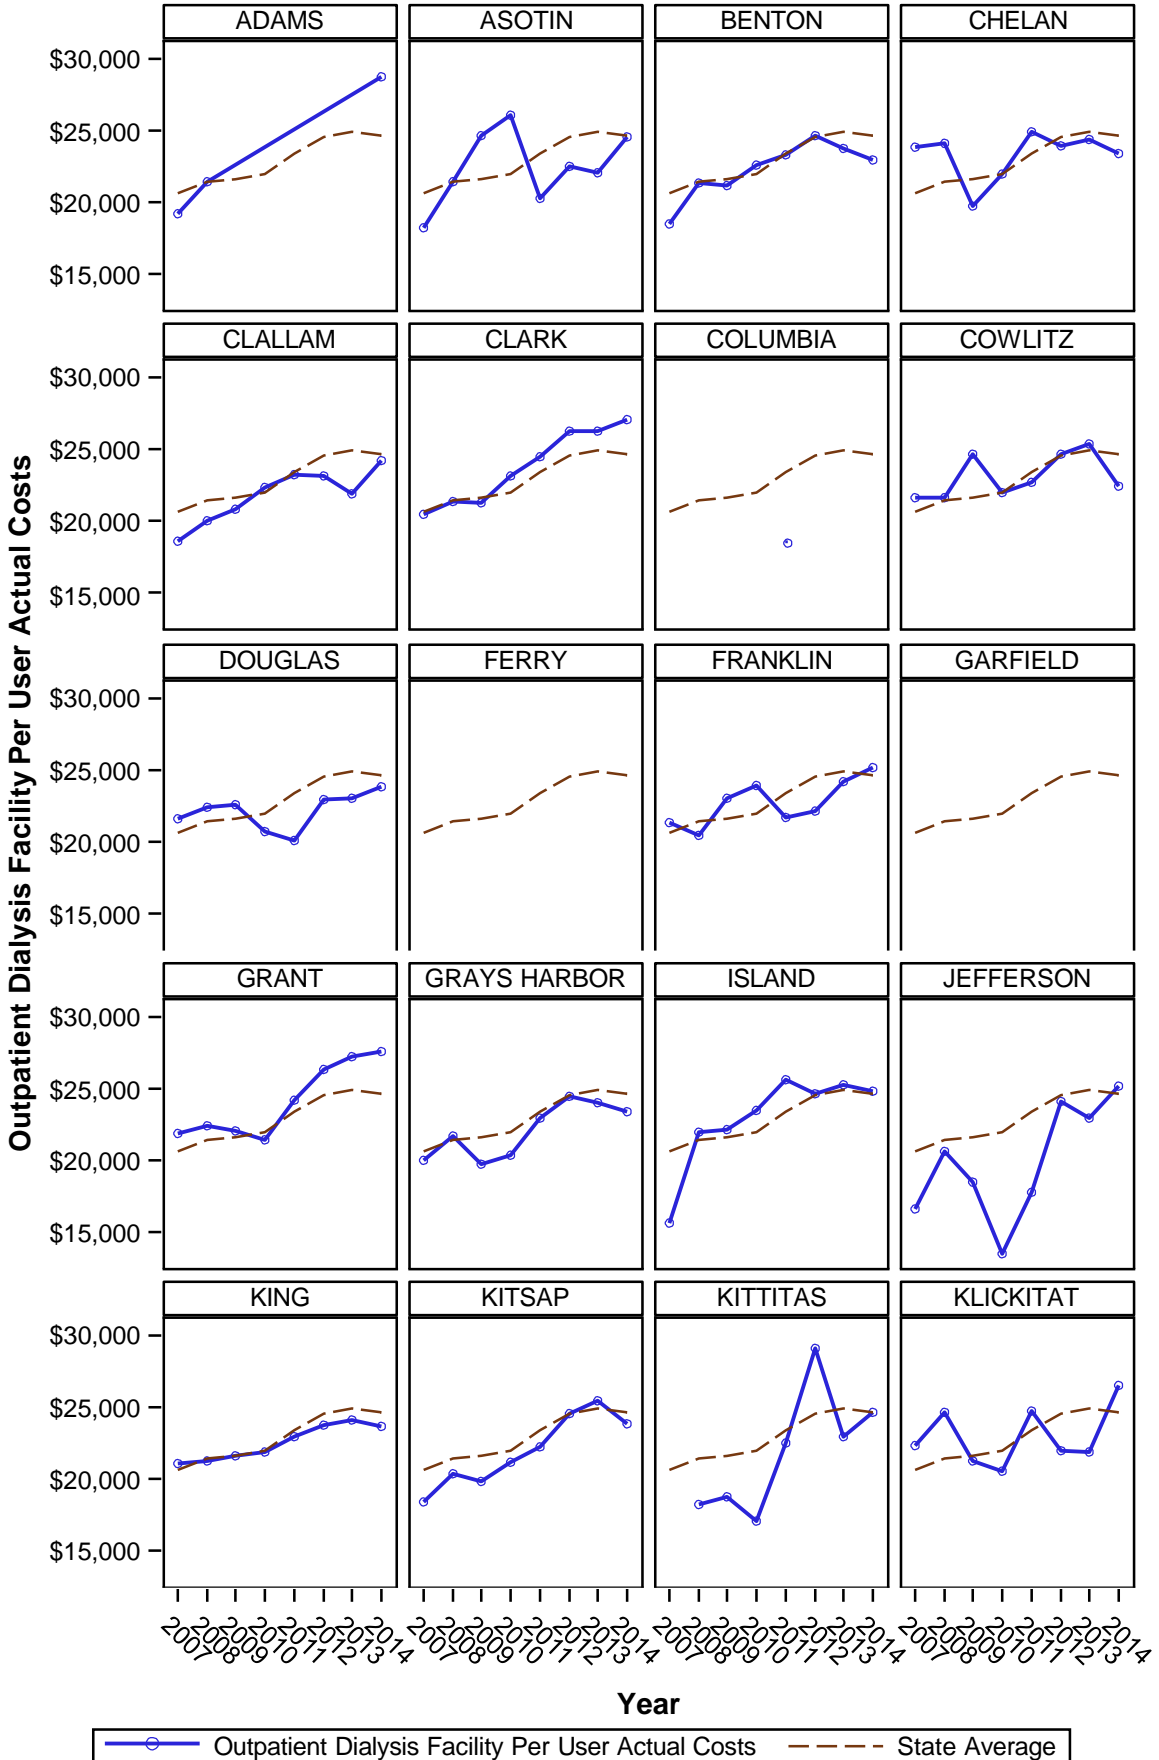 ADAMS ASOTIN BENTON CHELAN
$30,000
$25,000
$20,000
$15,000
CLALLAM CLARK COLUMBIA COWLITZ
$30,000
$25,000
$20,000
$15,000
DOUGLAS FERRY FRANKLIN GARFIELD
$30,000
$25,000
$20,000
$15,000
GRANT GRAYS HARBOR ISLAND JEFFERSON
$30,000
$25,000
$20,000
$15,000
KING KITSAP KITTITAS KLICKITAT
$30,000
$25,000
$20,000
$15,000
Outpatient Dialysis Facility Per User Actual Costs
2007 2008 2009 2010 2011 2012 2013 2014 2007 2008 2009 2010 2011 2012 2013 2014 2007 2008 2009 2010 2011 2012 2013 2014 2007 2008 2009 2010 2011 2012 2013 2014
Year
Outpatient Dialysis Facility Per User Actual Costs State Average